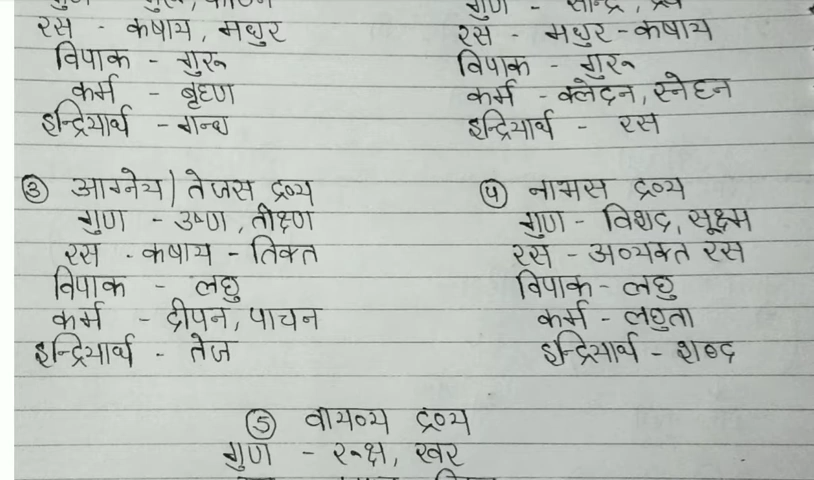 गुण - सान्द्र, द्रव
रस - कषाय, मधुर
विपाक - गुरु
कर्म - बृंहण
इन्द्रियार्थ - गन्ध
रस - मधुर - कषाय
विपाक - गुरु
कर्म - क्लेदन, स्नेहन
इन्द्रियार्थ - रस
③ आग्नेय / तेजस द्रव्य
गुण - उष्ण, तीक्ष्ण
रस - कषाय - तिक्त
विपाक - लघु
कर्म - दीपन, पाचन
इन्द्रियार्थ - तेज
④ नाभस द्रव्य
गुण - विशद, सूक्ष्म
रस - अव्यक्त रस
विपाक - लघु
कर्म - लघुता
इन्द्रियार्थ - शब्द
⑤ वायव्य द्रव्य
गुण - रुक्ष, खर